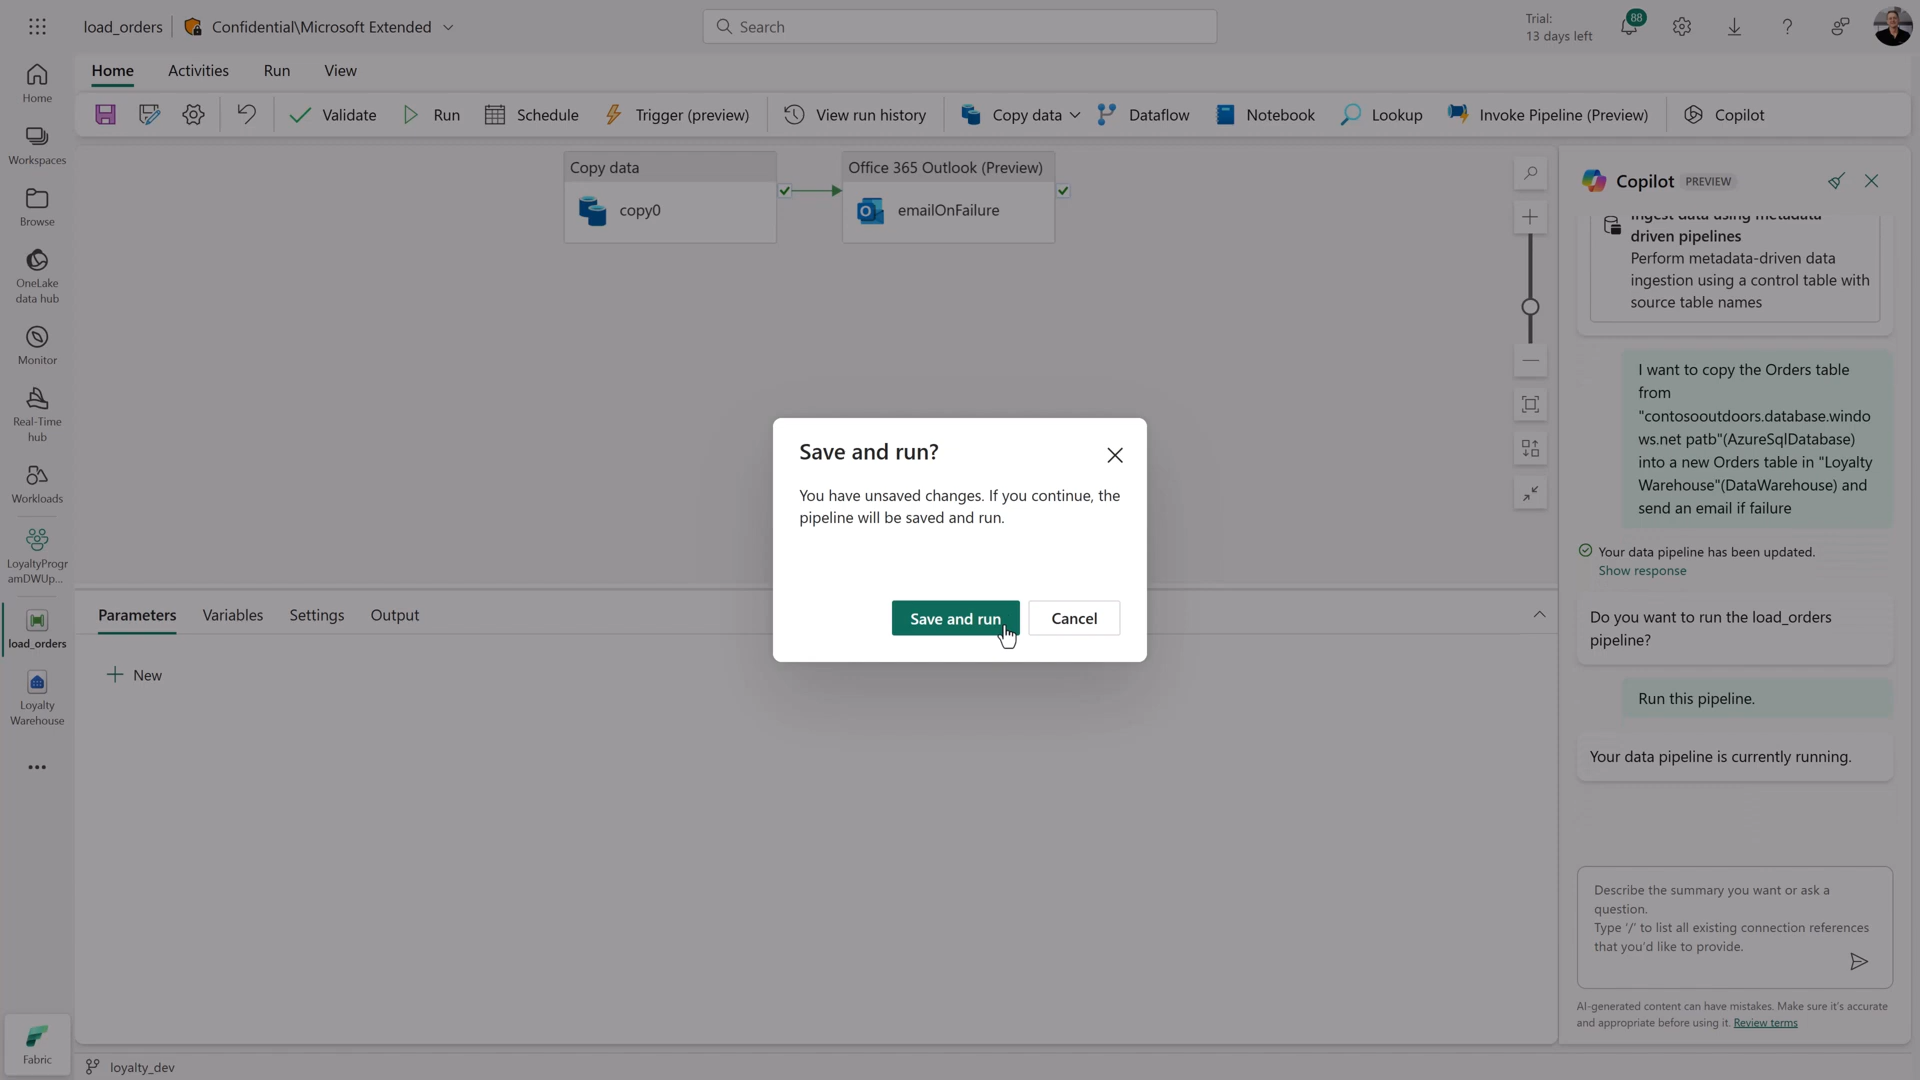 load_orders
Confidential\Microsoft Extended
Search
Trial:
13 days left
88
Home
Activities
Run
View
Validate
Run
Schedule
Trigger (preview)
View run history
Copy data
Dataflow
Notebook
Lookup
Invoke Pipeline (Preview)
Copilot
Home
Workspaces
Browse
OneLake
data hub
Monitor
Real-Time
hub
Workloads
LoyaltyProgr
amDWUp...
load_orders
Loyalty
Warehouse
Fabric
Copy data
copy0
Office 365 Outlook (Preview)
emailOnFailure
Save and run?
You have unsaved changes. If you continue, the
pipeline will be saved and run.
Save and run
Cancel
Parameters
Variables
Settings
Output
New
loyalty_dev
Copilot
PREVIEW
Ingest data using metadata
driven pipelines
Perform metadata-driven data
ingestion using a control table with
source table names
I want to copy the Orders table
from
"contosooutdoors.database.windo
ws.net patb"(AzureSqlDatabase)
into a new Orders table in "Loyalty
Warehouse"(DataWarehouse) and
send an email if failure
Your data pipeline has been updated.
Show response
Do you want to run the load_orders
pipeline?
Run this pipeline.
Your data pipeline is currently running.
Describe the summary you want or ask a
question.
Type '/' to list all existing connection references
that you'd like to provide.
AI-generated content can have mistakes. Make sure it's accurate
and appropriate before using it. Review terms